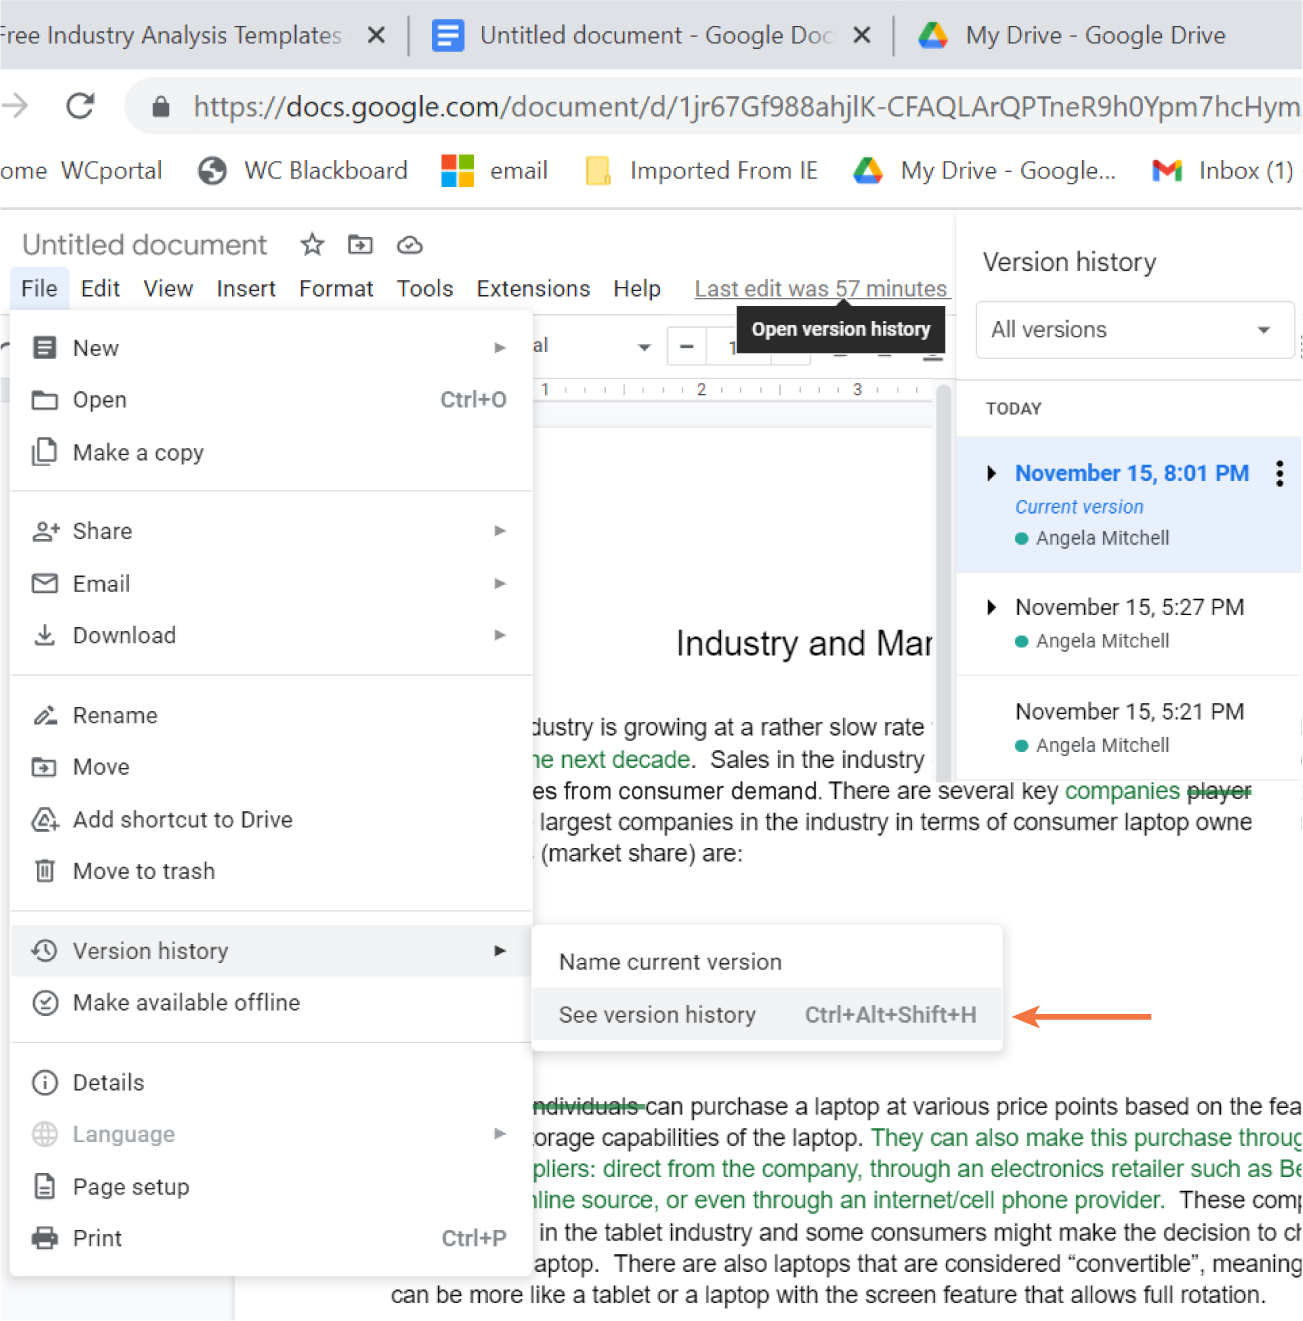 Free Industry Analysis Templates
Untitled document - Google Doc
My Drive - Google Drive
https://docs.google.com/document/d/1jr67Gf988ahjlK-CFAQLArQPTneR9h0Ypm7hcHym
ome WCportal
WC Blackboard
email
Imported From IE
My Drive - Google...
Inbox (1)
Untitled document
File Edit View Insert Format Tools Extensions Help Last edit was 57 minutes
Open version history
New
Open Ctrl+O
Make a copy
Share
Email
Download
Rename
Move
Add shortcut to Drive
Move to trash
Version history
Make available offline
Details
Language
Page setup
Print Ctrl+P
Name current version
See version history Ctrl+Alt+Shift+H
al
1
1 2 3
Version history
All versions
TODAY
November 15, 8:01 PM
Current version
Angela Mitchell
November 15, 5:27 PM
Angela Mitchell
November 15, 5:21 PM
Angela Mitchell
Industry and Mar
dustry is growing at a rather slow rate
ne next decade. Sales in the industry
es from consumer demand. There are several key companies player
largest companies in the industry in terms of consumer laptop owne
(market share) are:
ndividuals can purchase a laptop at various price points based on the fea
orage capabilities of the laptop. They can also make this purchase throug
pliers: direct from the company, through an electronics retailer such as Be
nline source, or even through an internet/cell phone provider. These comp
in the tablet industry and some consumers might make the decision to ch
aptop. There are also laptops that are considered “convertible”, meaning
can be more like a tablet or a laptop with the screen feature that allows full rotation.